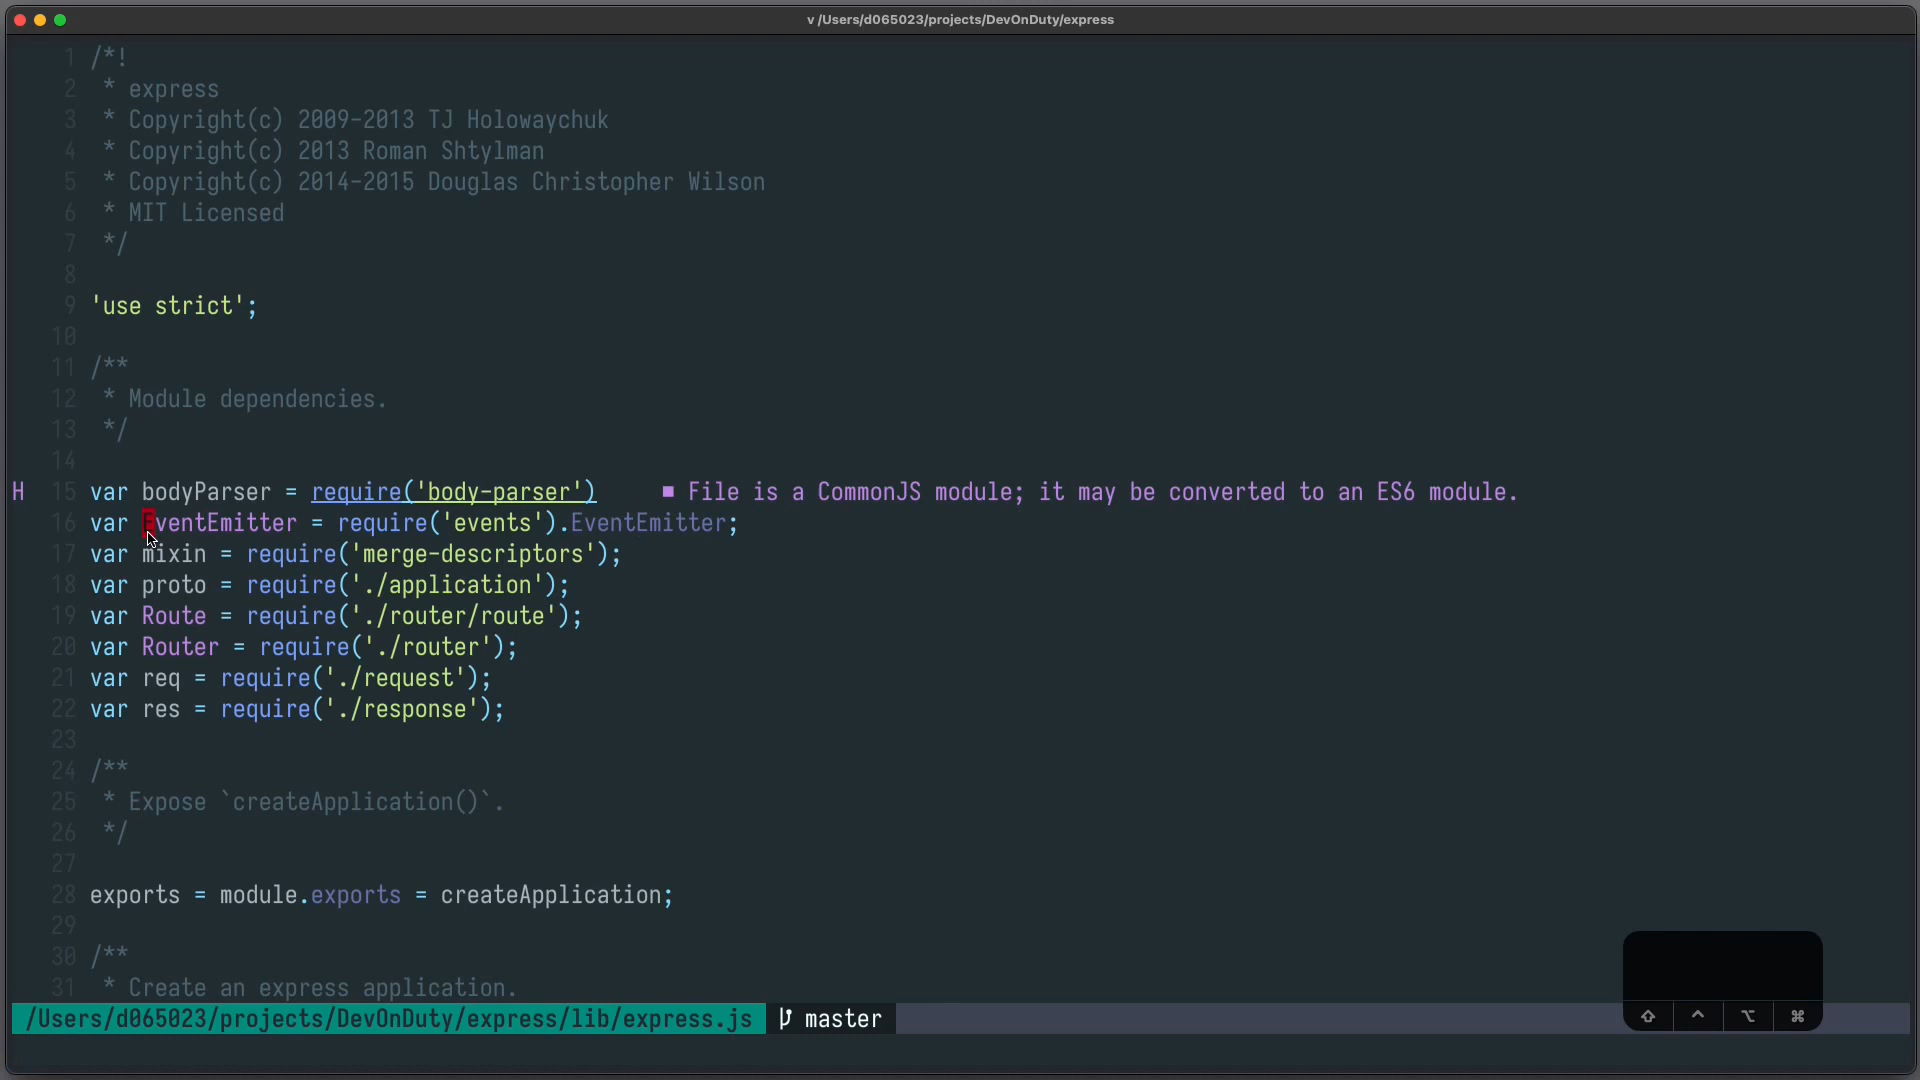 v /Users/d065023/projects/DevOnDuty/express
1 /*!
2  * express
3  * Copyright(c) 2009-2013 TJ Holowaychuk
4  * Copyright(c) 2013 Roman Shtylman
5  * Copyright(c) 2014-2015 Douglas Christopher Wilson
6  * MIT Licensed
7  */
8
9 'use strict';
10
11 /**
12  * Module dependencies.
13  */
14
H 15 var bodyParser = require('body-parser') ■ File is a CommonJS module; it may be converted to an ES6 module.
16 var EventEmitter = require('events').EventEmitter;
17 var mixin = require('merge-descriptors');
18 var proto = require('./application');
19 var Route = require('./router/route');
20 var Router = require('./router');
21 var req = require('./request');
22 var res = require('./response');
23
24 /**
25  * Expose `createApplication()`.
26  */
27
28 exports = module.exports = createApplication;
29
30 /**
31  * Create an express application.
/Users/d065023/projects/DevOnDuty/express/lib/express.js master
⇧ ⌃ ⌥ ⌘